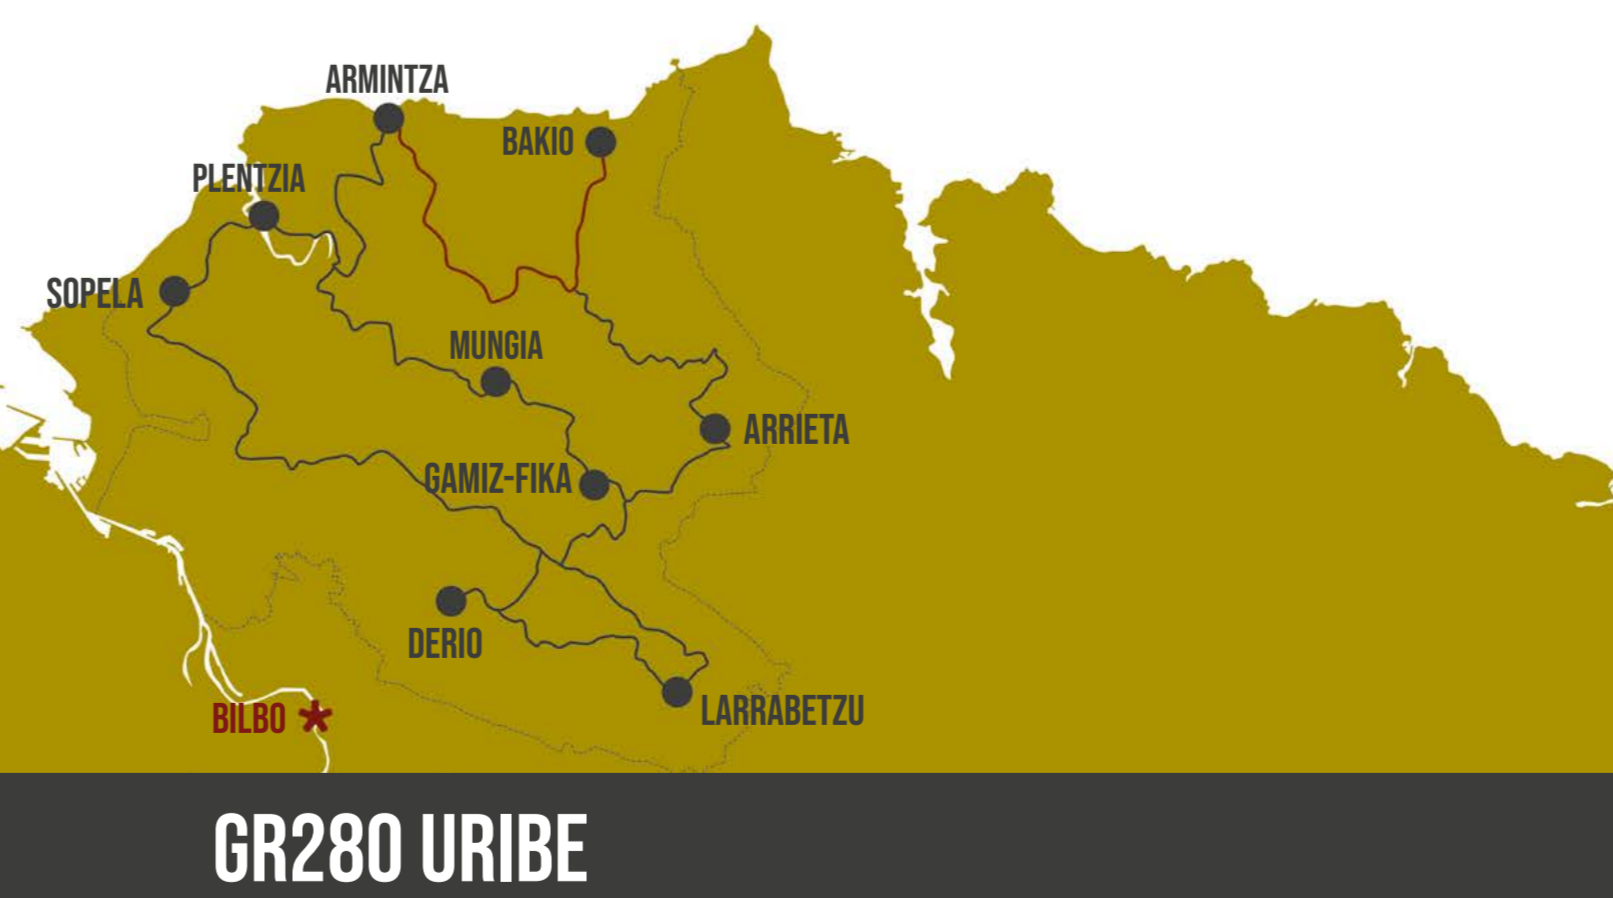 ARMINTZA
BAKIO
PLENTZIA
SOPELA
MUNGIA
ARRIETA
GAMIZ-FIKA
DERIO
LARRABETZU
BILBO
GR280 URIBE